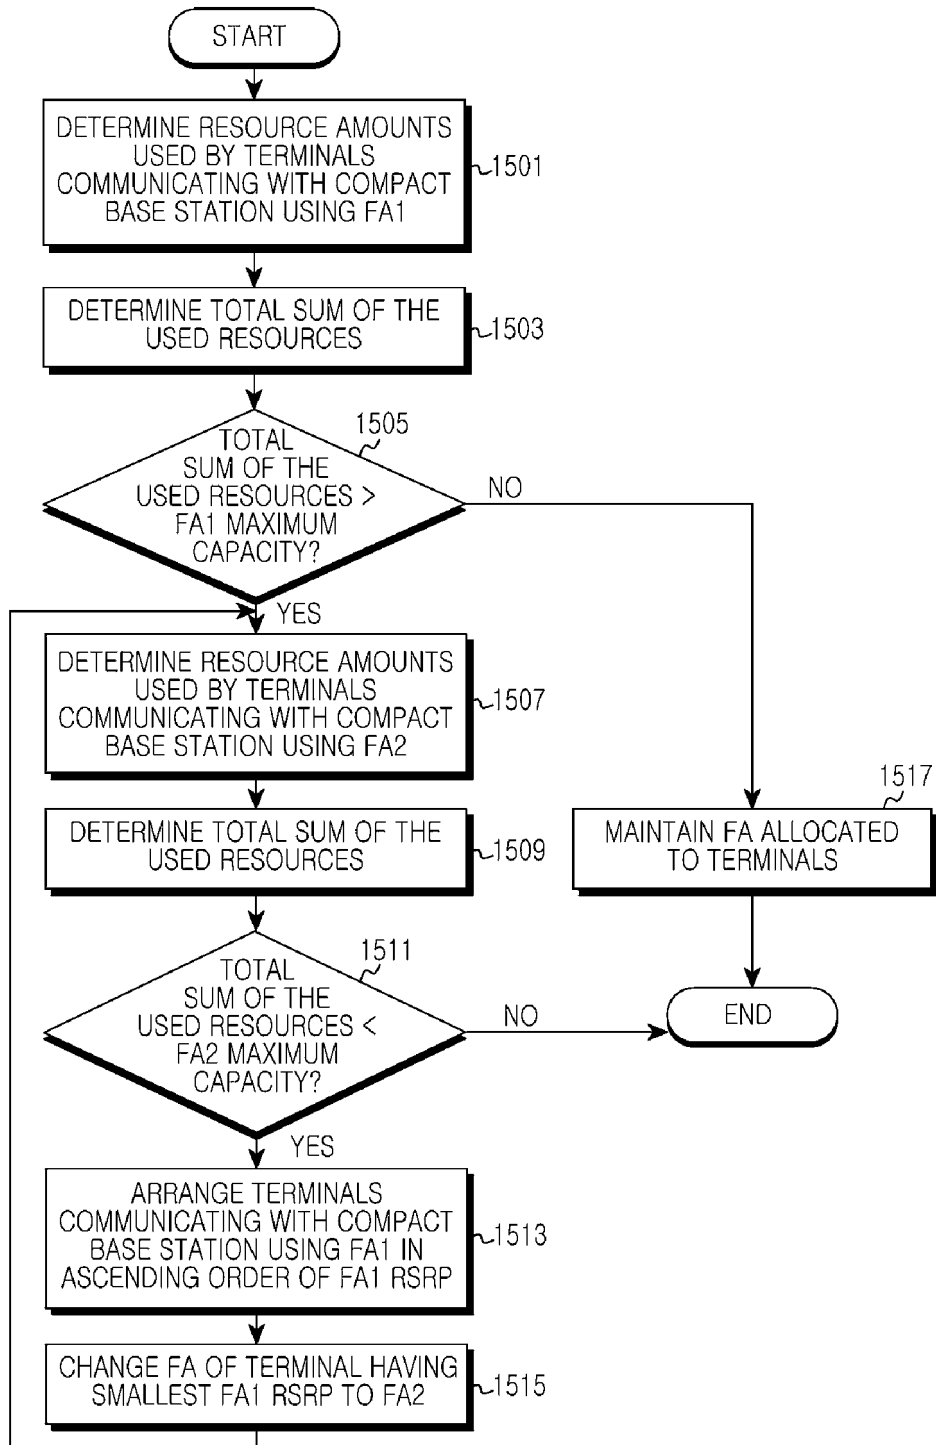 START
DETERMINE RESOURCE AMOUNTS
USED BY TERMINALS
COMMUNICATING WITH COMPACT
BASE STATION USING FA1
1501
DETERMINE TOTAL SUM OF THE
USED RESOURCES
1503
1505
TOTAL
SUM OF THE
USED RESOURCES >
FA1 MAXIMUM
CAPACITY?
NO
YES
DETERMINE RESOURCE AMOUNTS
USED BY TERMINALS
COMMUNICATING WITH COMPACT
BASE STATION USING FA2
1507
DETERMINE TOTAL SUM OF THE
USED RESOURCES
1509
1517
MAINTAIN FA ALLOCATED
TO TERMINALS
1511
TOTAL
SUM OF THE
USED RESOURCES <
FA2 MAXIMUM
CAPACITY?
NO
END
YES
ARRANGE TERMINALS
COMMUNICATING WITH COMPACT
BASE STATION USING FA1 IN
ASCENDING ORDER OF FA1 RSRP
1513
CHANGE FA OF TERMINAL HAVING
SMALLEST FA1 RSRP TO FA2
1515